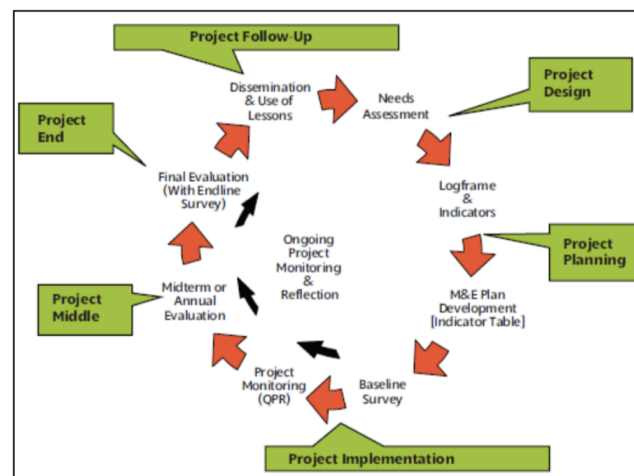 Project Follow-Up
Dissemination
& Use of
Lessons
Needs
Assessment
Project
Design
Project
End
Final Evaluation
(With Endline
Survey)
Logframe
&
Indicators
Ongoing
Project
Monitoring
&
Reflection
Project
Planning
Project
Middle
Midterm or
Annual
Evaluation
M&E Plan
Development
[Indicator Table]
Project
Monitoring
(QPR)
Baseline
Survey
Project Implementation